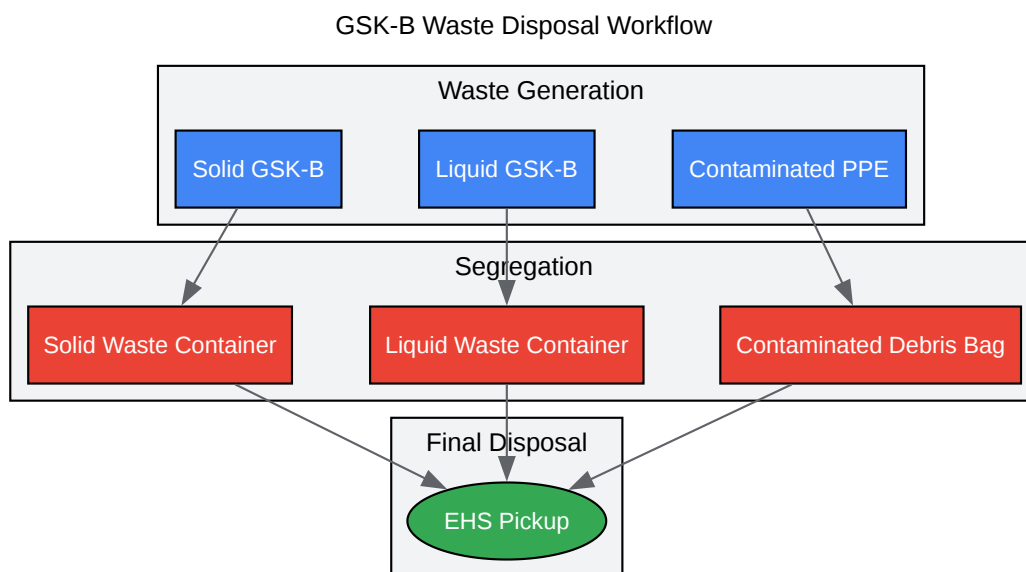 GSK-B Waste Disposal Workflow
Waste Generation
Solid GSK-B
Liquid GSK-B
Contaminated PPE
Segregation
Solid Waste Container
Liquid Waste Container
Contaminated Debris Bag
Final Disposal
EHS Pickup